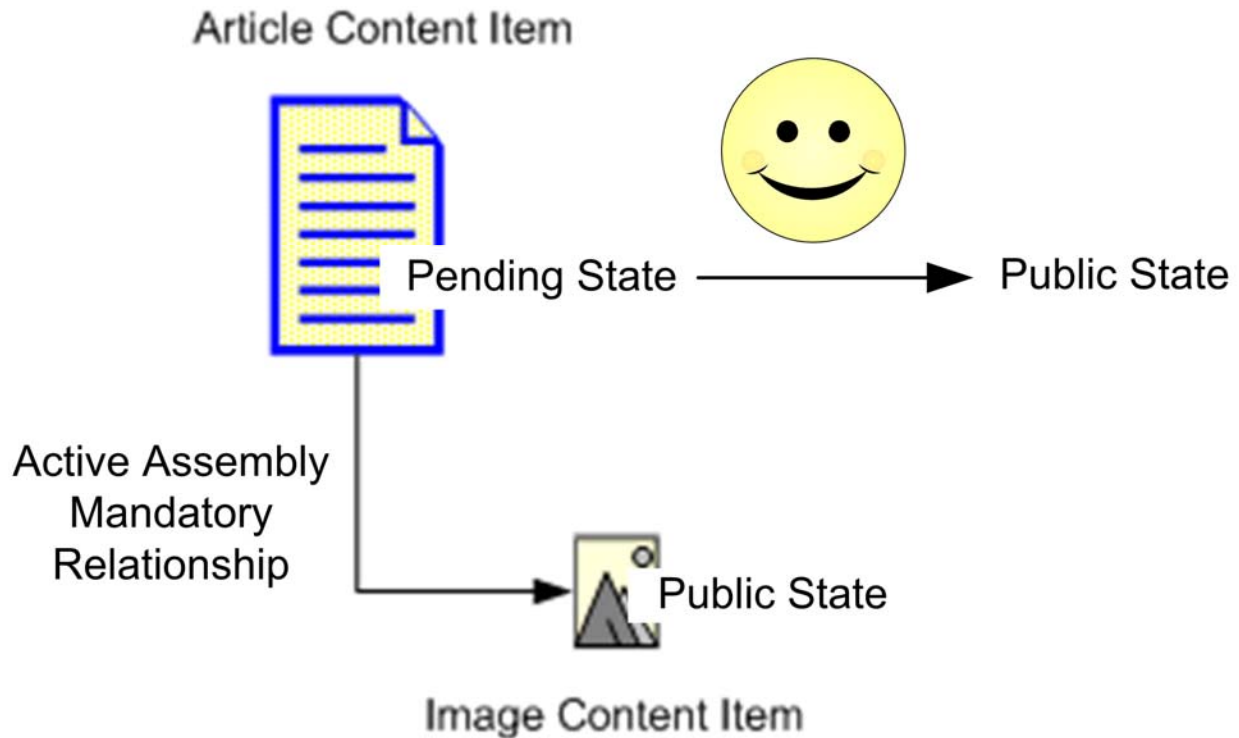 Article Content Item
Pending State
Public State
Active Assembly
Mandatory
Relationship
Public State
Image Content Item